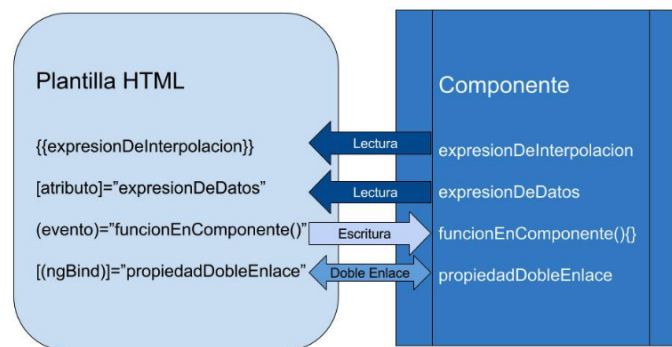 Plantilla HTML
Componente
{{expresionDeInterpolacion}}
Lectura
expresionDeInterpolacion
[atributo]=”expresionDeDatos”
Lectura
expresionDeDatos
(evento)=”funcionEnComponente()”
Escritura
funcionEnComponente(){}
[(ngBind)]=”propiedadDobleEnlace”
Doble Enlace
propiedadDobleEnlace